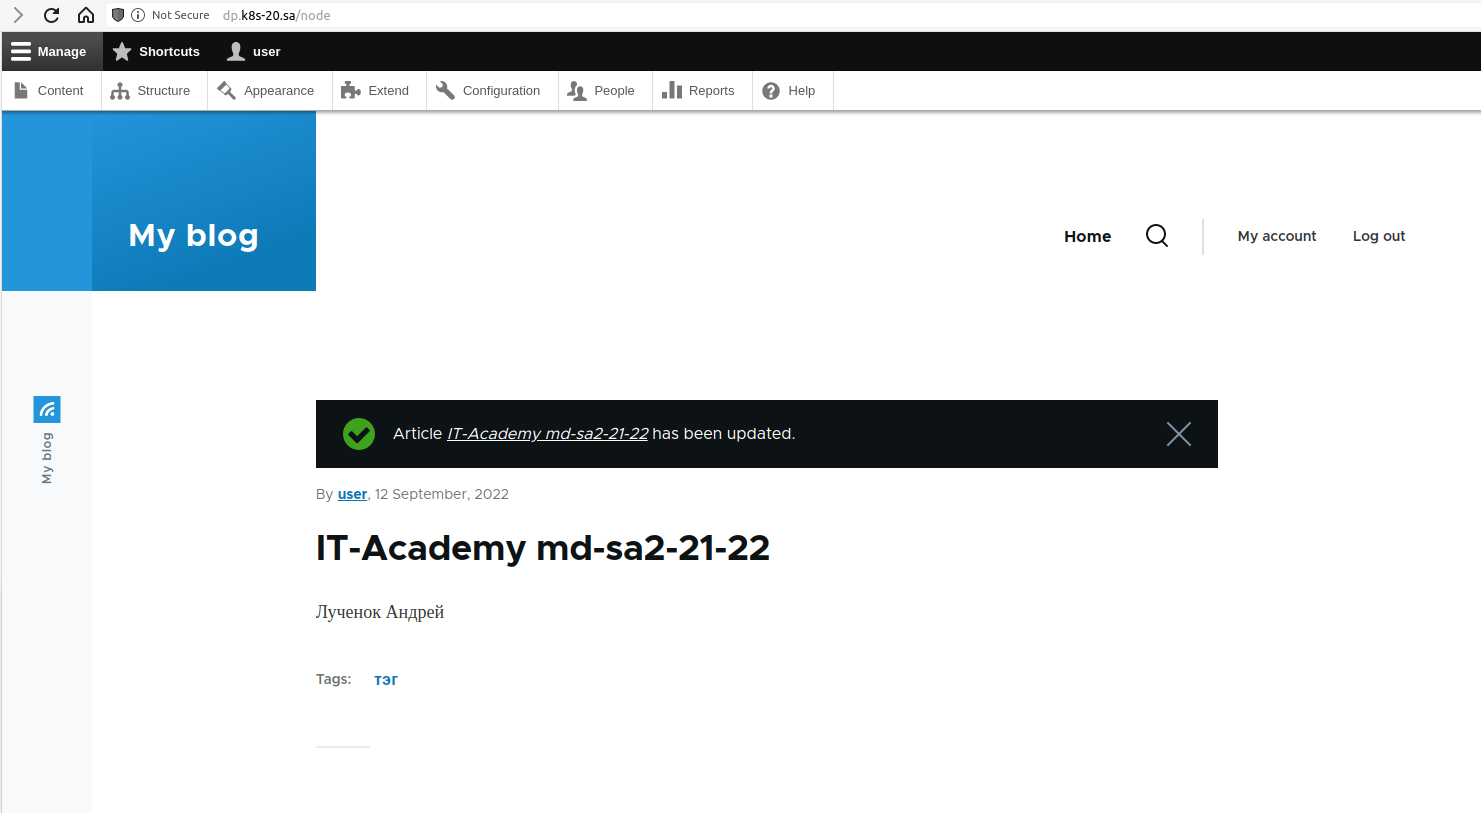 Not Secure dp.k8s-20.sa/node
Manage Shortcuts user
Content Structure Appearance Extend Configuration People Reports Help
My blog
Home My account Log out
My blog
Article IT-Academy md-sa2-21-22 has been updated.
By user, 12 September, 2022
IT-Academy md-sa2-21-22
Лученок Андрей
Tags: тэг